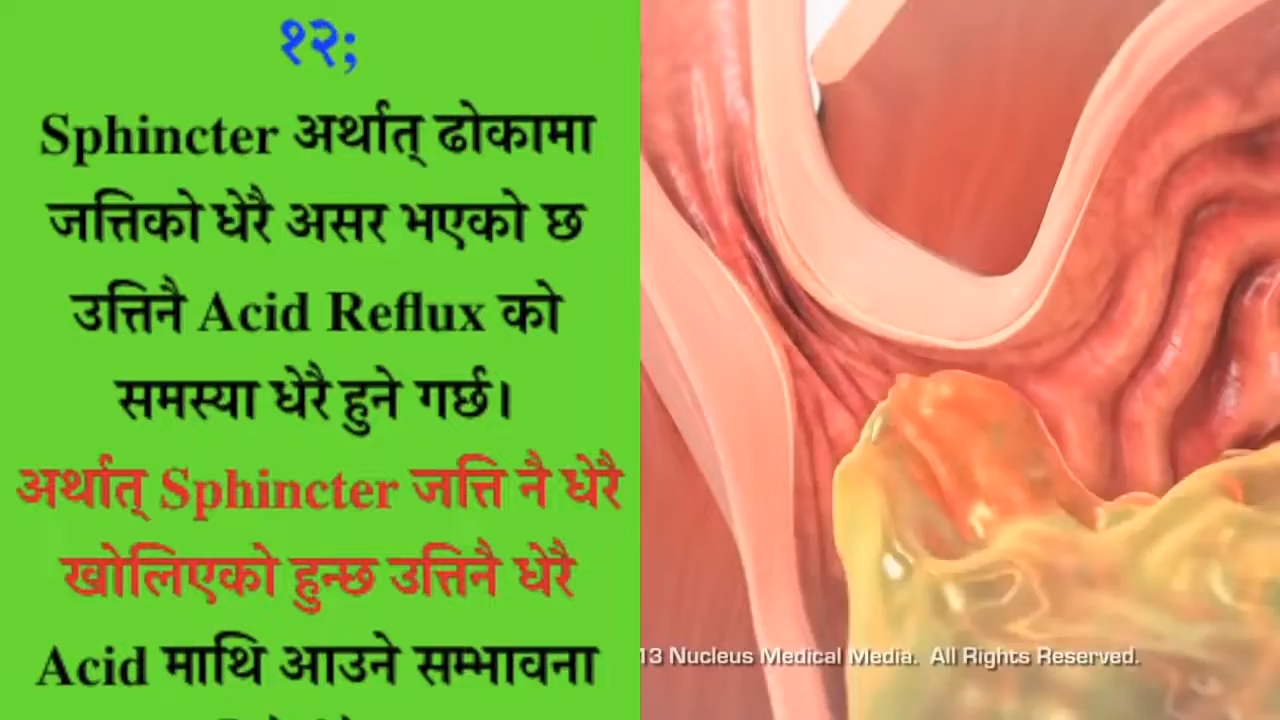 १२;
Sphincter अर्थात् ढोकामा
जत्तिको धेरै असर भएको छ
उत्तिनै Acid Reflux को
समस्या धेरै हुने गर्छ।
अर्थात् Sphincter जत्ति नै धेरै
खोलिएको हुन्छ उत्तिनै धेरै
Acid माथि आउने सम्भावना
13 Nucleus Medical Media. All Rights Reserved.